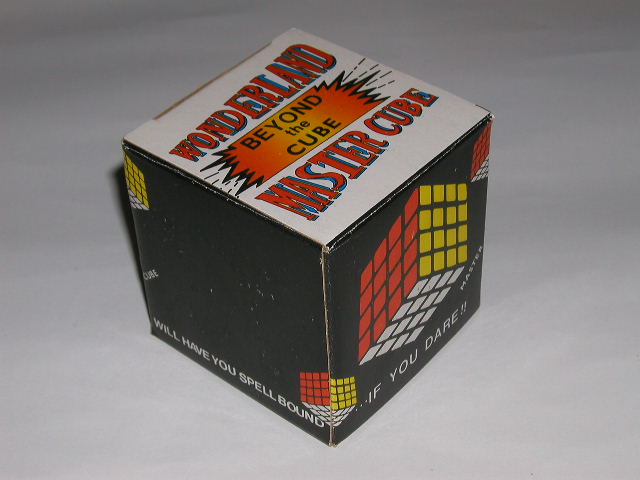 WONDERLAND
BEYOND
the
CUBE
MASTER CUBE
CUBE
WILL HAVE YOU SPELL BOUND
MASTER
...IF YOU DARE!!